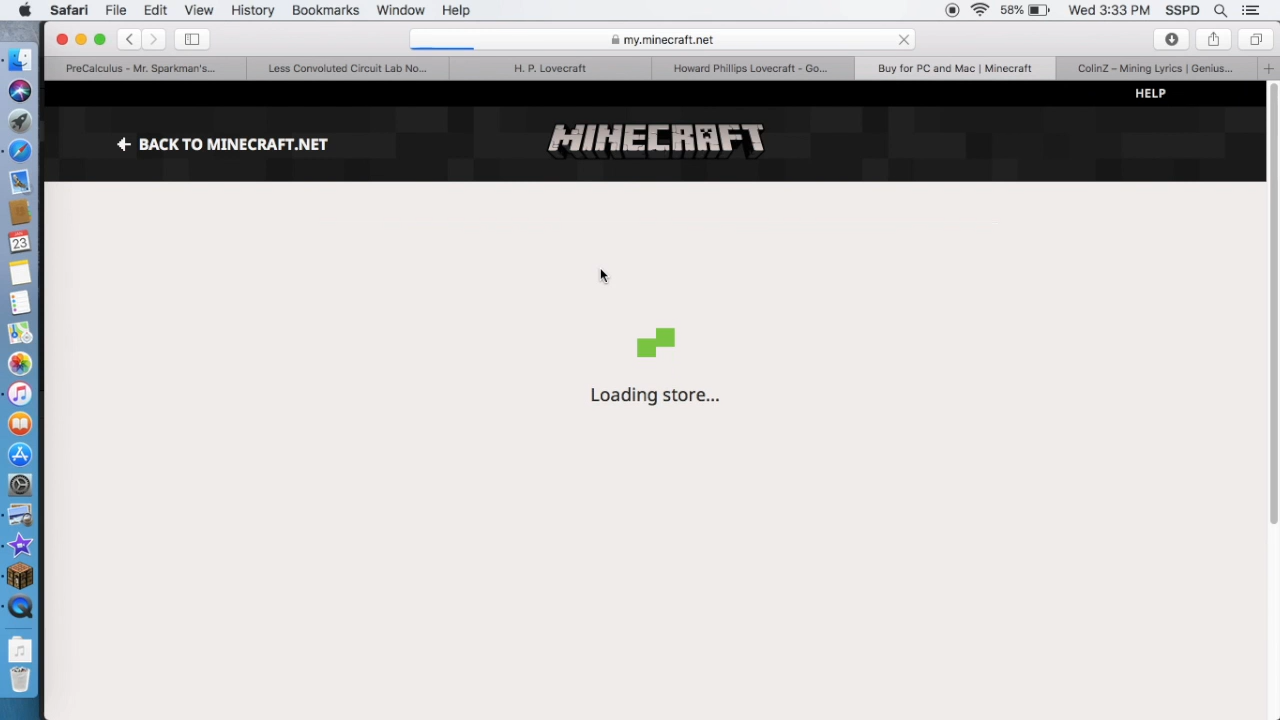 Safari File Edit View History Bookmarks Window Help 58% Wed 3:33 PM SSPD
my.minecraft.net
PreCalculus - Mr. Sparkman's... Less Convoluted Circuit Lab No... H. P. Lovecraft Howard Phillips Lovecraft - Go... Buy for PC and Mac | Minecraft ColinZ – Mining Lyrics | Genius...
HELP
BACK TO MINECRAFT.NET MINECRAFT
Loading store...
23